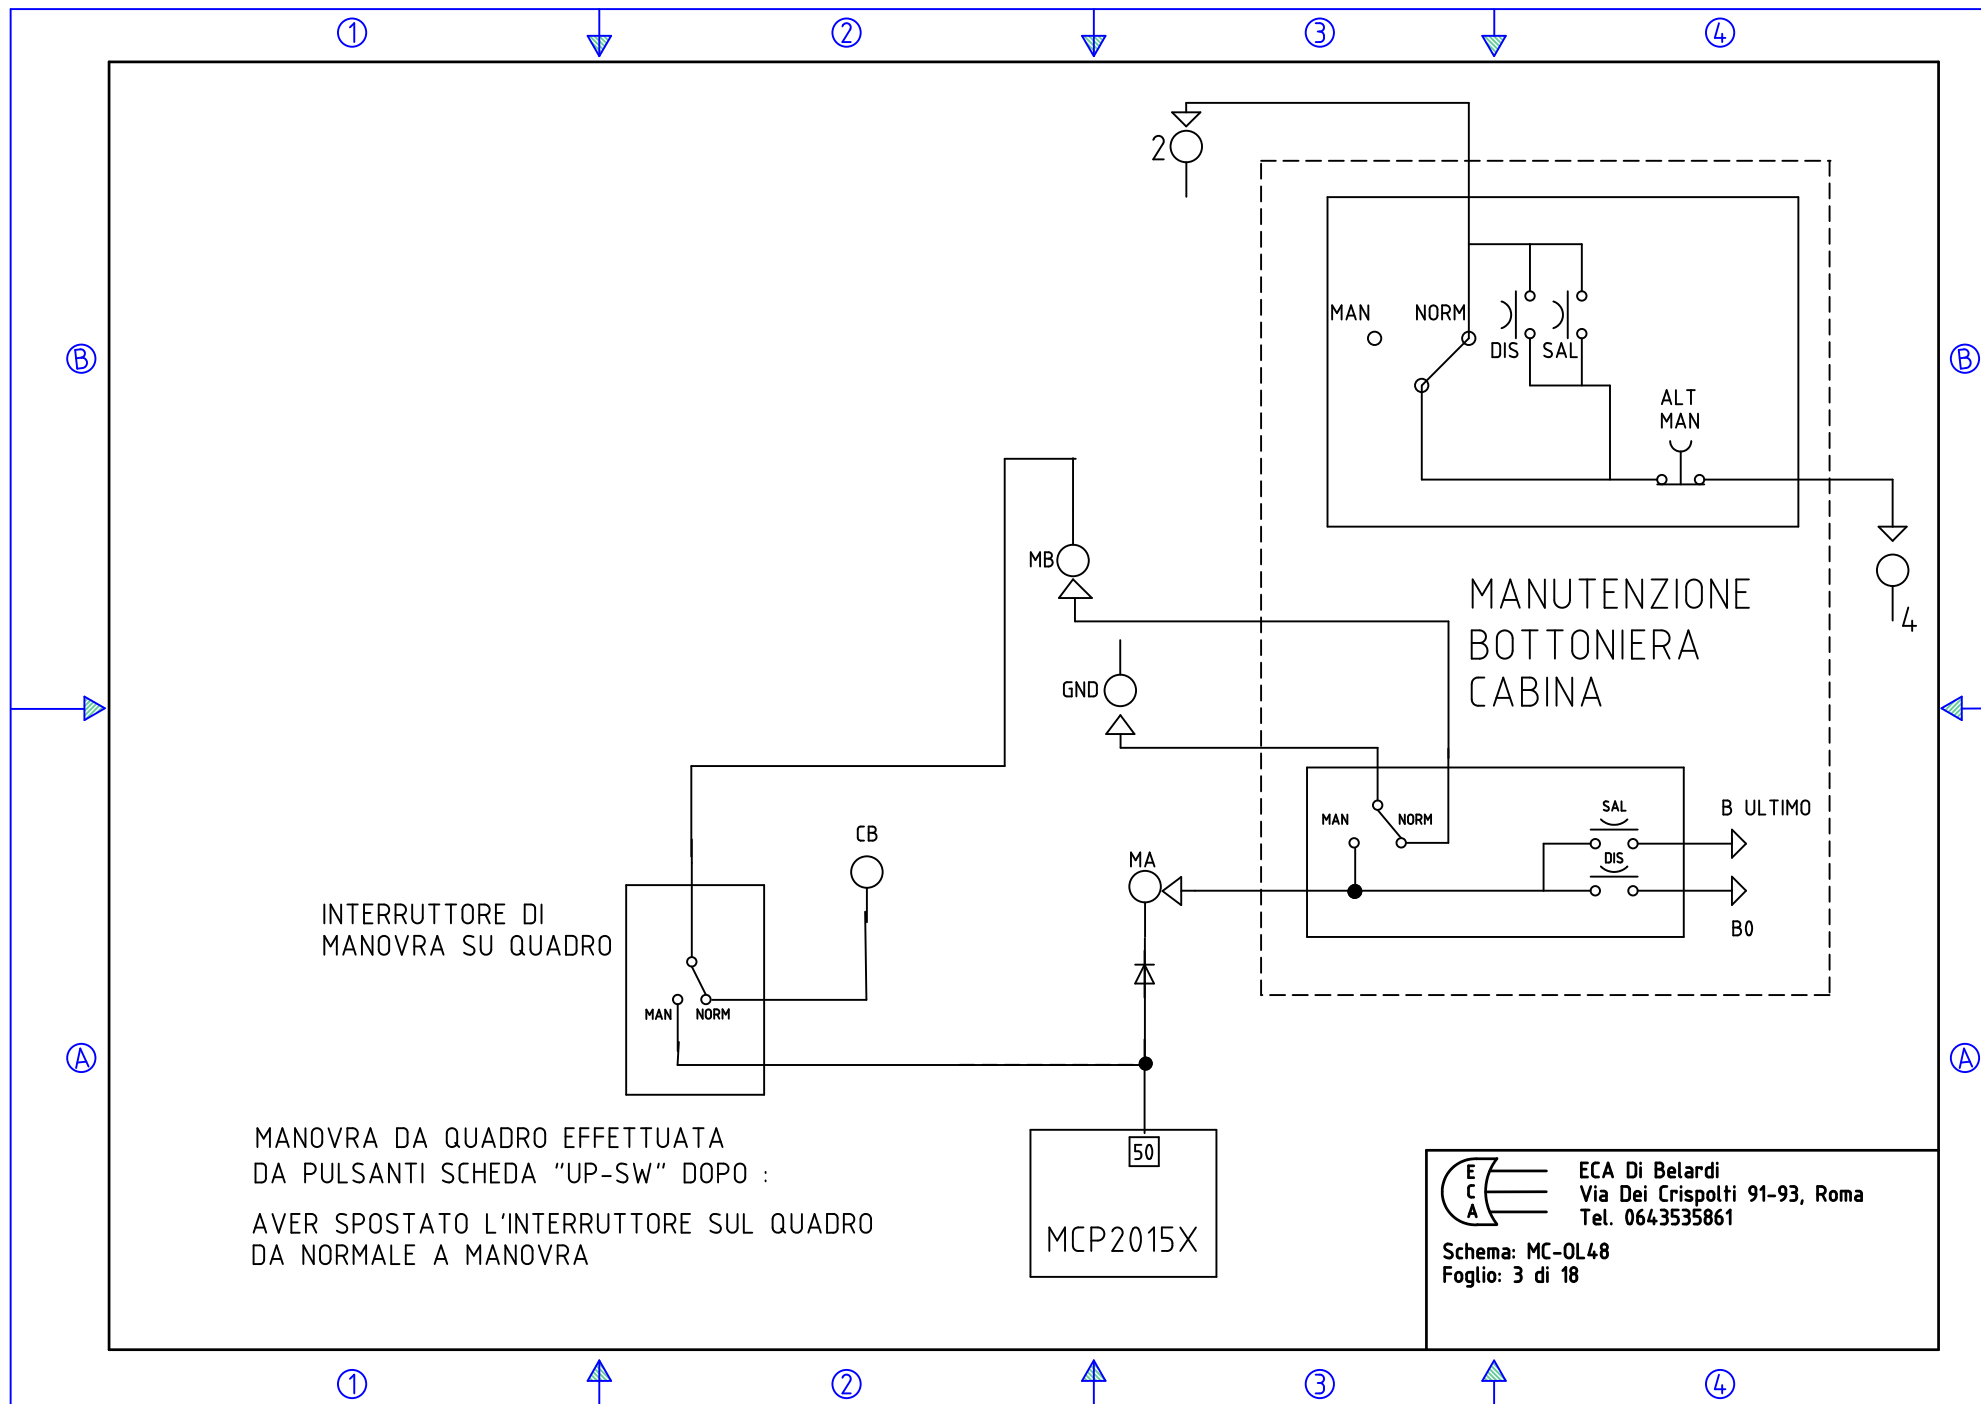 1 2 3 4
2
MAN NORM
DIS SAL
B B
ALT
MAN
MB
4
MANUTENZIONE
BOTTONIERA
CABINA
GND
SAL
B ULTIMO
MAN NORM
CB
DIS
MA
INTERRUTTORE DI
MANOVRA SU QUADRO
B0
MAN NORM
A A
MANOVRA DA QUADRO EFFETTUATA
DA PULSANTI SCHEDA "UP-SW" DOPO :
AVER SPOSTATO L'INTERRUTTORE SUL QUADRO
DA NORMALE A MANOVRA
50
MCP2015X
E
C
A
ECA Di Belardi
Via Dei Crispolti 91-93, Roma
Tel. 0643535861
Schema: MC-OL48
Foglio: 3 di 18
1 2 3 4